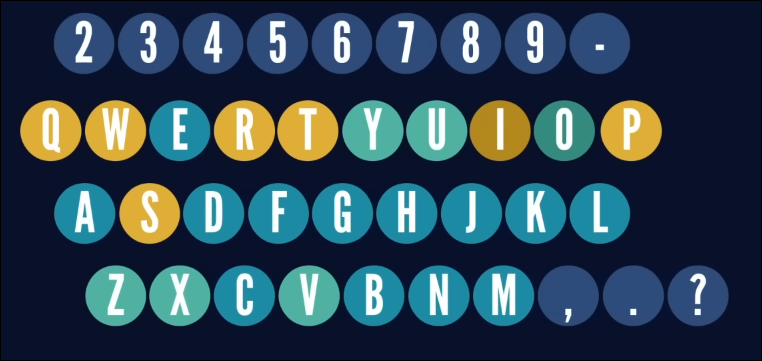 2 3 4 5 6 7 8 9 -
Q W E R T Y U I O P
A S D F G H J K L
Z X C V B N M , . ?